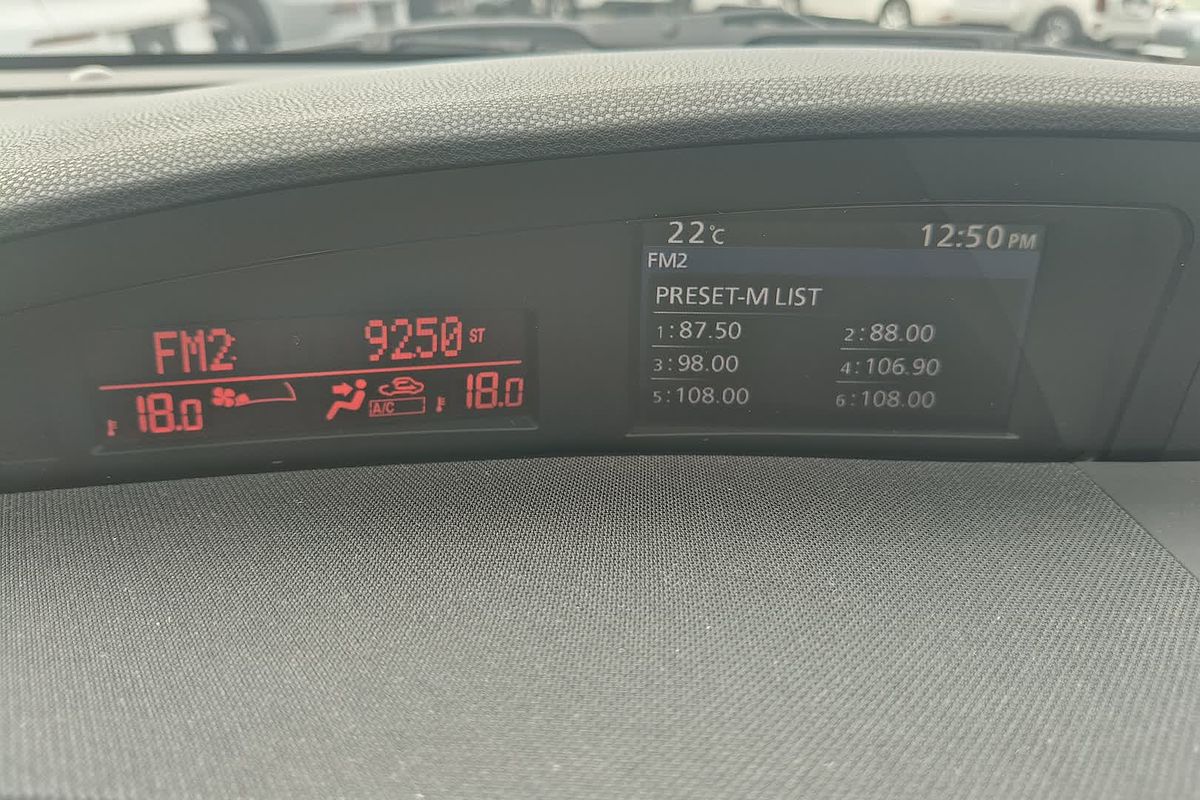 FM2 92.50 ST
18.0 A/C 18.0
22°C 12:50 PM
FM2
PRESET-M LIST
1:87.50 2:88.00
3:98.00 4:106.90
5:108.00 6:108.00